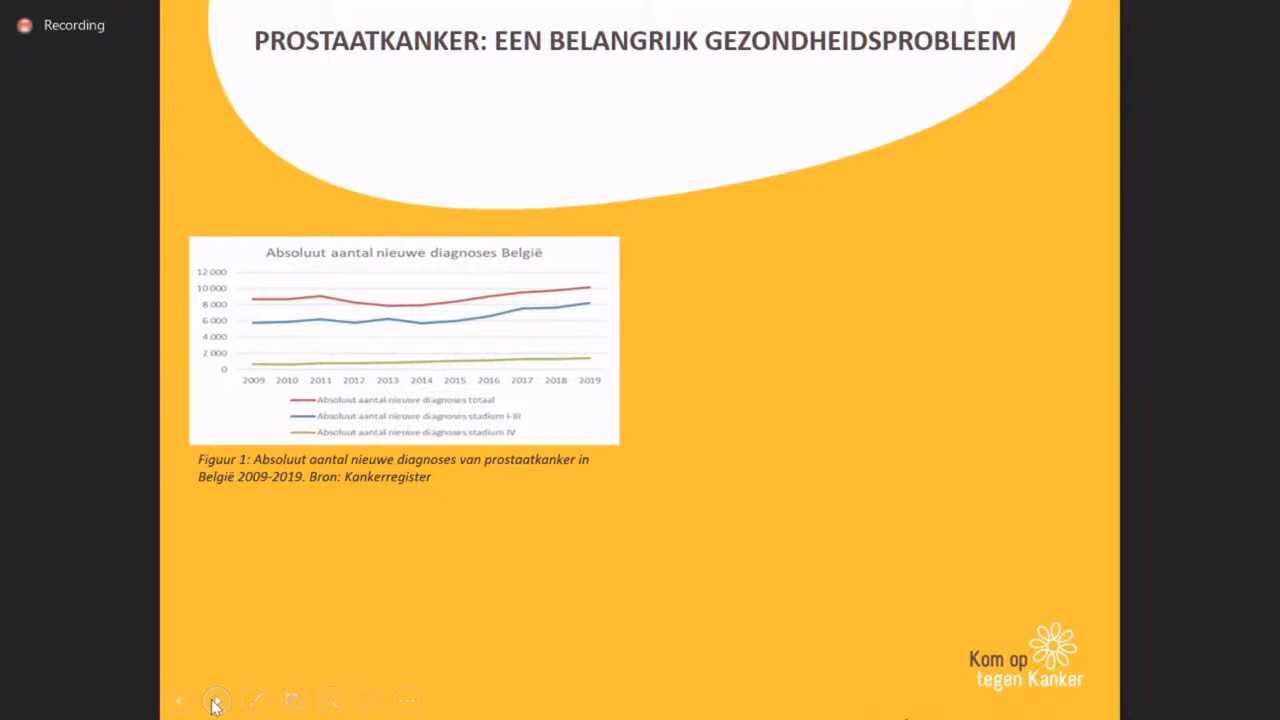 Recording
PROSTAATKANKER: EEN BELANGRIJK GEZONDHEIDSPROBLEEM
Absoluut aantal nieuwe diagnoses België
12 000
10 000
8 000
6 000
4 000
2 000
0
2009 2010 2011 2012 2013 2014 2015 2016 2017 2018 2019
Absoluut aantal nieuwe diagnoses totaal
Absoluut aantal nieuwe diagnoses stadium I-III
Absoluut aantal nieuwe diagnoses stadium IV
Figuur 1: Absoluut aantal nieuwe diagnoses van prostaatkanker in
België 2009-2019. Bron: Kankerregister
Kom op
tegen Kanker